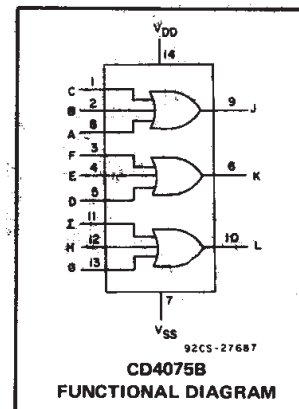 VDD
14
C 1
B 2
A 8
9 J
F 3
E 4
D 5
6 K
I 11
H 12
G 13
10 L
7
VSS
92CS-27687
CD4075B
FUNCTIONAL DIAGRAM